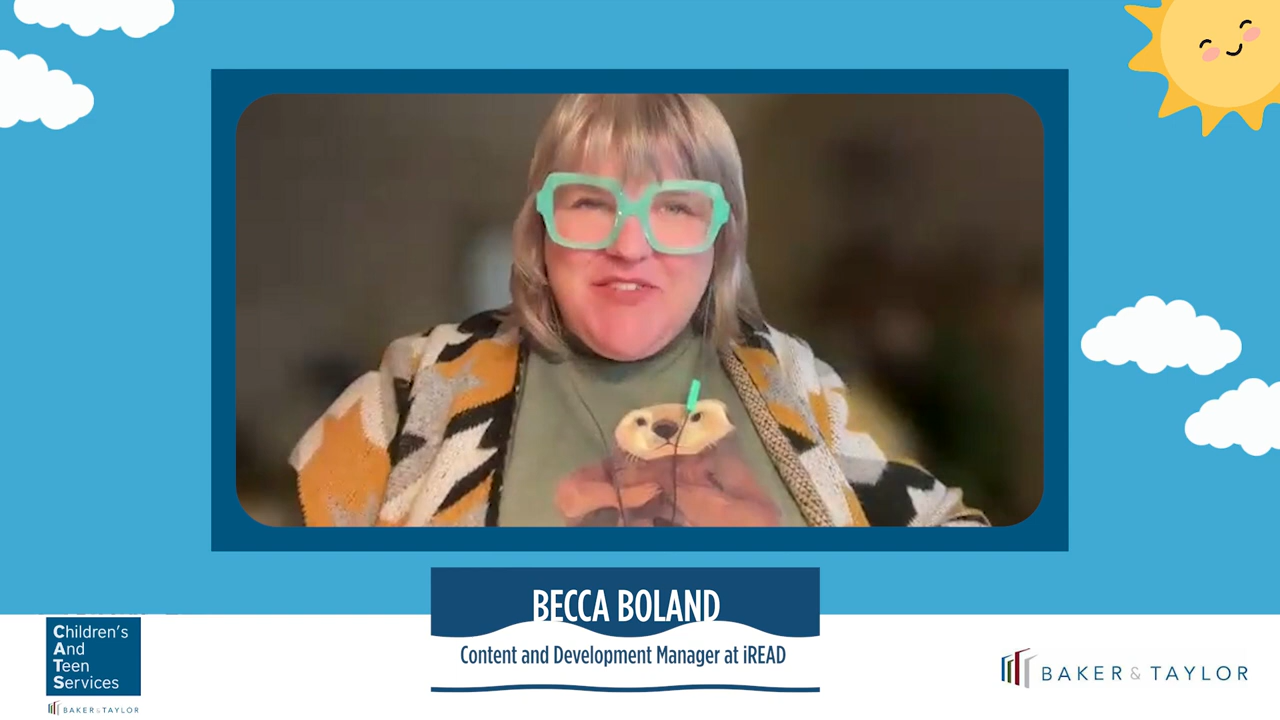 BECCA BOLAND
Content and Development Manager at iREAD
Children's
And
Teen
Services
BAKER & TAYLOR
BAKER & TAYLOR